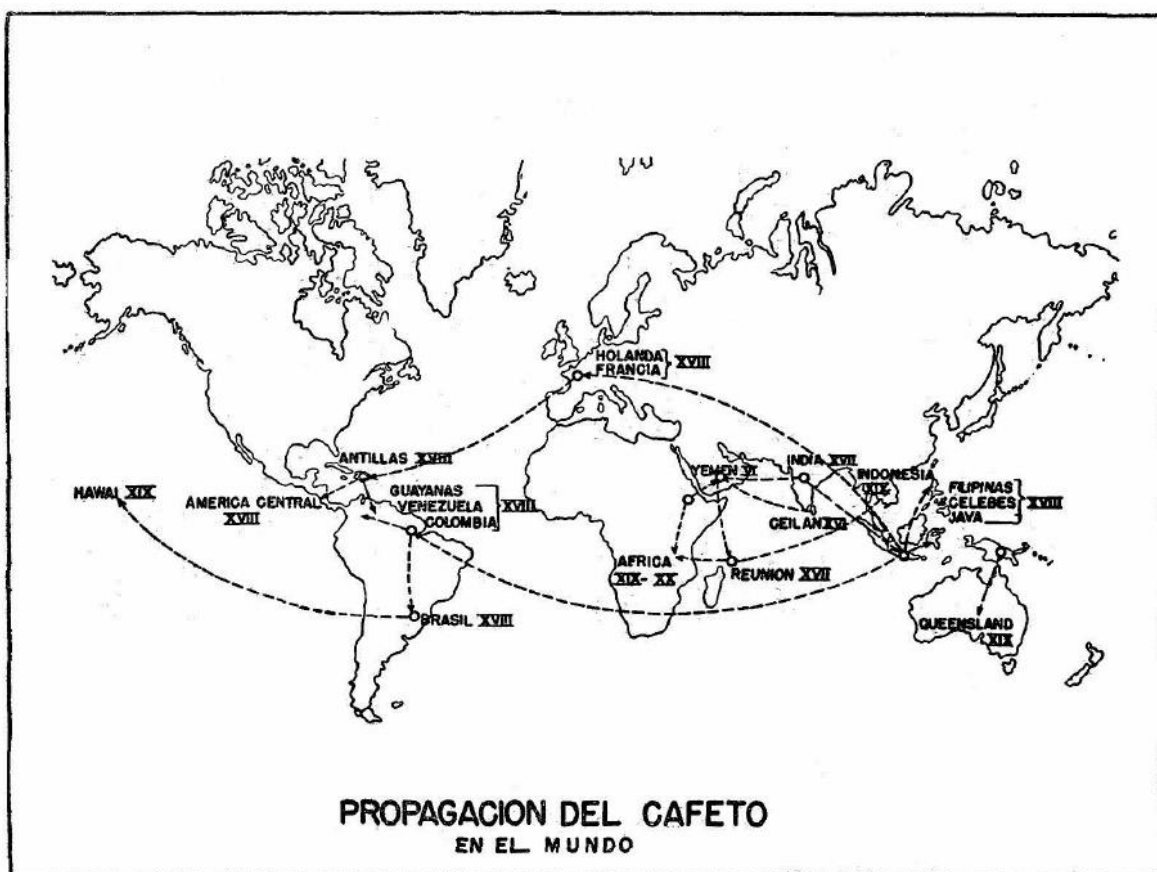 HOLANDA
FRANCIA XVIII
ANTILLAS XVIII
HAWAI XIX
AMERICA CENTRAL
XVIII
GUAYANAS
VENEZUELA XVIII
COLOMBIA
YEMEN VI
INDIA XVII
INDONESIA
XIX
FILIPINAS
CELEBES XVIII
JAVA
CEILAN XVI
AFRICA
XIX - XX
REUNION XVII
BRASIL XVIII
QUEENSLAND
XIX
PROPAGACION DEL CAFETO
EN EL MUNDO